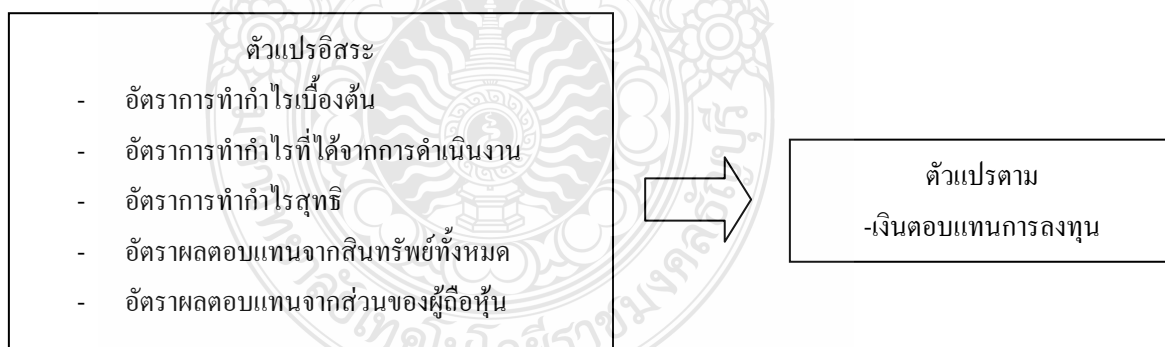 ตัวแปรอิสระ
- อัตราการทำกำไรเบื้องต้น
- อัตราการทำกำไรที่ได้จากการดำเนินงาน
- อัตราการทำกำไรสุทธิ
- อัตราผลตอบแทนจากสินทรัพย์ทั้งหมด
- อัตราผลตอบแทนจากส่วนของผู้ถือหุ้น
ตัวแปรตาม
-เงินตอบแทนการลงทุน